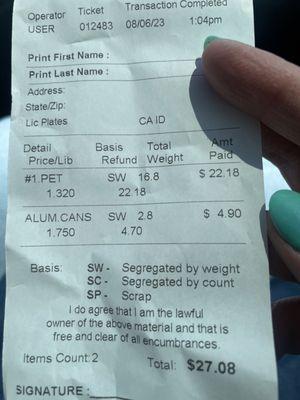 Operator Ticket Transaction Completed
USER 012483 08/06/23 1:04pm
Print First Name :
Print Last Name :
Address:
State/Zip:
Lic Plates CA ID
Detail Basis Total Amt
Price/Lib Refund Weight Paid
#1.PET SW 16.8 $ 22.18
1.320 22.18
ALUM.CANS SW 2.8 $ 4.90
1.750 4.70
Basis: SW - Segregated by weight
SC - Segregated by count
SP - Scrap
I do agree that I am the lawful
owner of the above material and that is
free and clear of all encumbrances.
Items Count: 2 Total: $27.08
SIGNATURE :